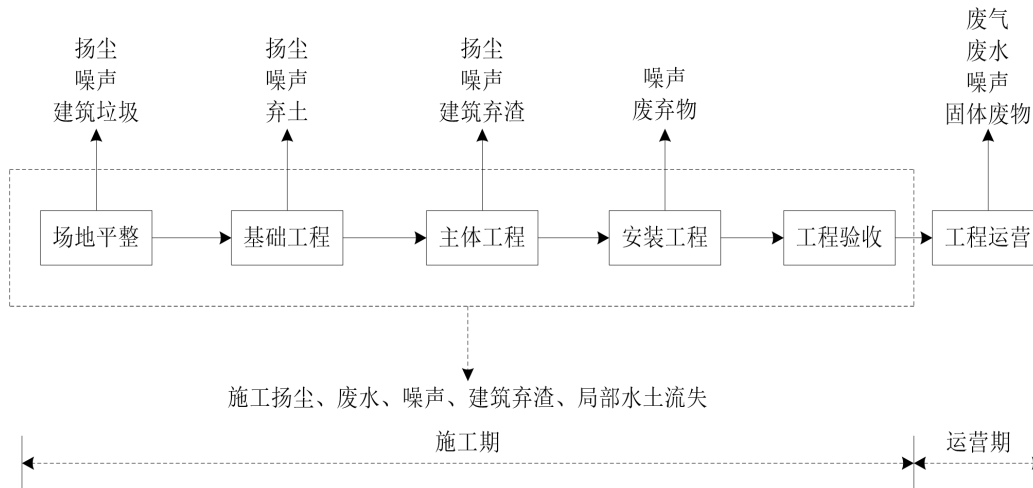 扬尘
噪声
建筑垃圾
扬尘
噪声
弃土
扬尘
噪声
建筑弃渣
噪声
废弃物
废气
废水
噪声
固体废物
场地平整
基础工程
主体工程
安装工程
工程验收
工程运营
施工扬尘、废水、噪声、建筑弃渣、局部水土流失
施工期
运营期